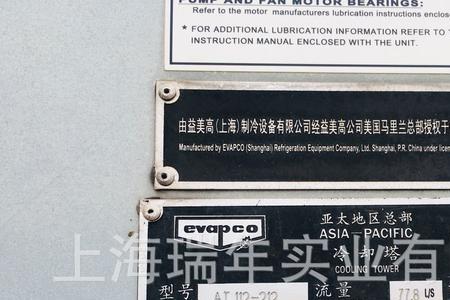 PUMP AND FAN MOTOR BEARINGS:
Refer to the motor manufacturers lubrication instructions enclose
* FOR ADDITIONAL LUBRICATION INFORMATION REFER TO T
INSTRUCTION MANUAL ENCLOSED WITH THE UNIT.
由益美高(上海)制冷设备有限公司经益美高公司美国马里兰总部授权于
Manufactured by EVAPCO (Shanghai) Refrigeration Equipment Company, Ltd. Shanghai, P.R. China under licen
evapco
亚太地区总部
ASIA – PACIFIC
冷却塔
COOLING TOWER
上海瑞年实业有
型号 AT 112-212 流量 77.8 US